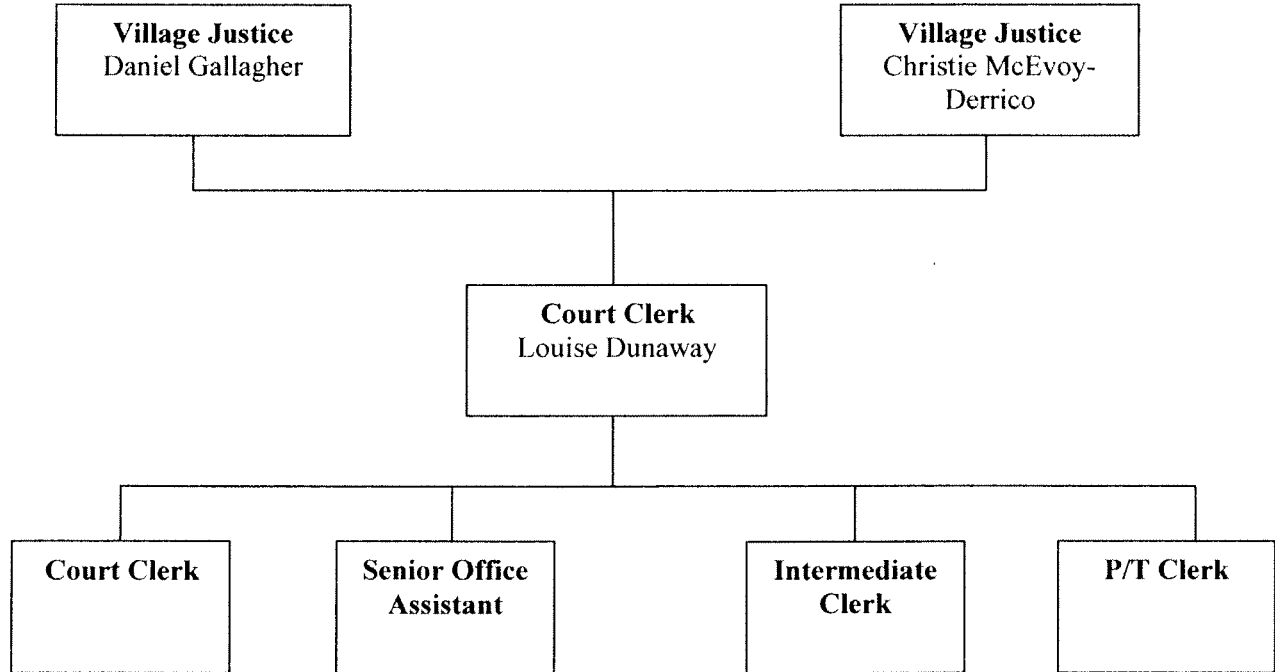 Village Justice
Daniel Gallagher
Village Justice
Christie McEvoy-
Derrico
Court Clerk
Louise Dunaway
Court Clerk
Senior Office
Assistant
Intermediate
Clerk
P/T Clerk